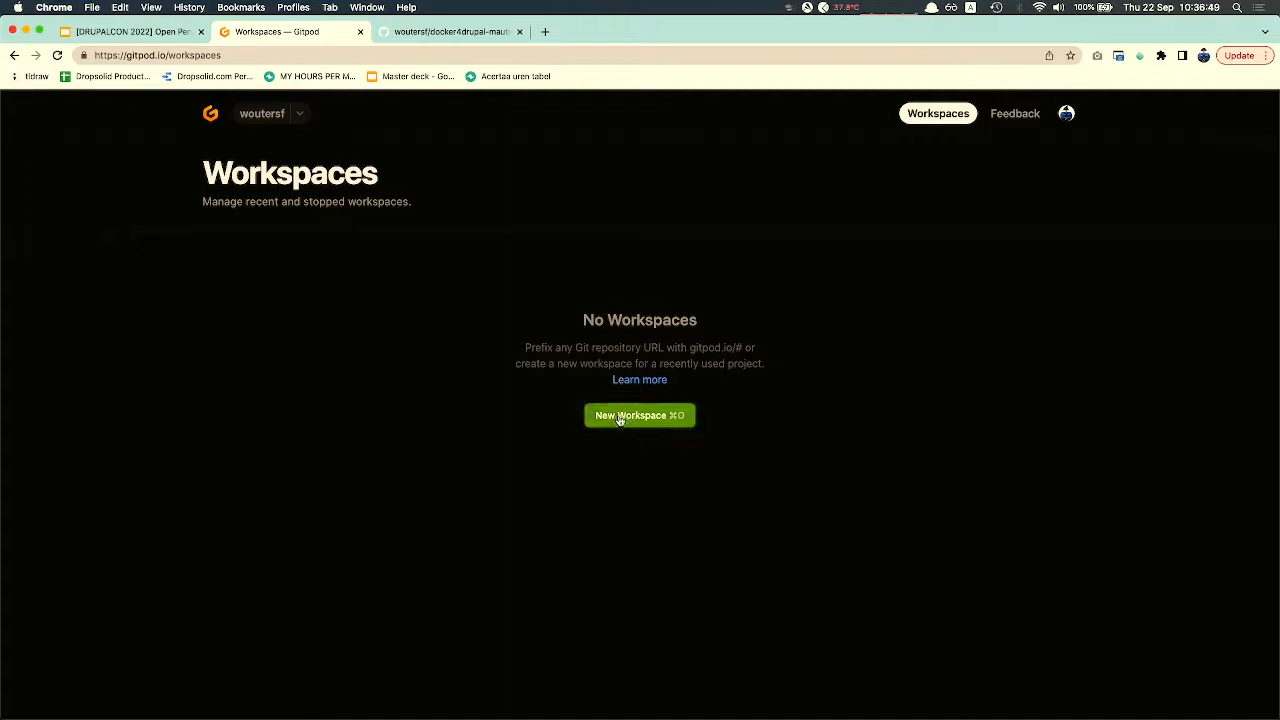 Chrome File Edit View History Bookmarks Profiles Tab Window Help 37.8°C A 100% Thu 22 Sep 10:36:49
[DRUPALCON 2022] Open Per Workspaces — Gitpod woutersf/docker4drupal-mauti
https://gitpod.io/workspaces Update
tldraw Dropsolid Product... Dropsolid.com Per... MY HOURS PER M... Master deck - Go... Acertaa uren tabel
woutersf Workspaces Feedback
Workspaces
Manage recent and stopped workspaces.
No Workspaces
Prefix any Git repository URL with gitpod.io/# or
create a new workspace for a recently used project.
Learn more
New Workspace ⌘O